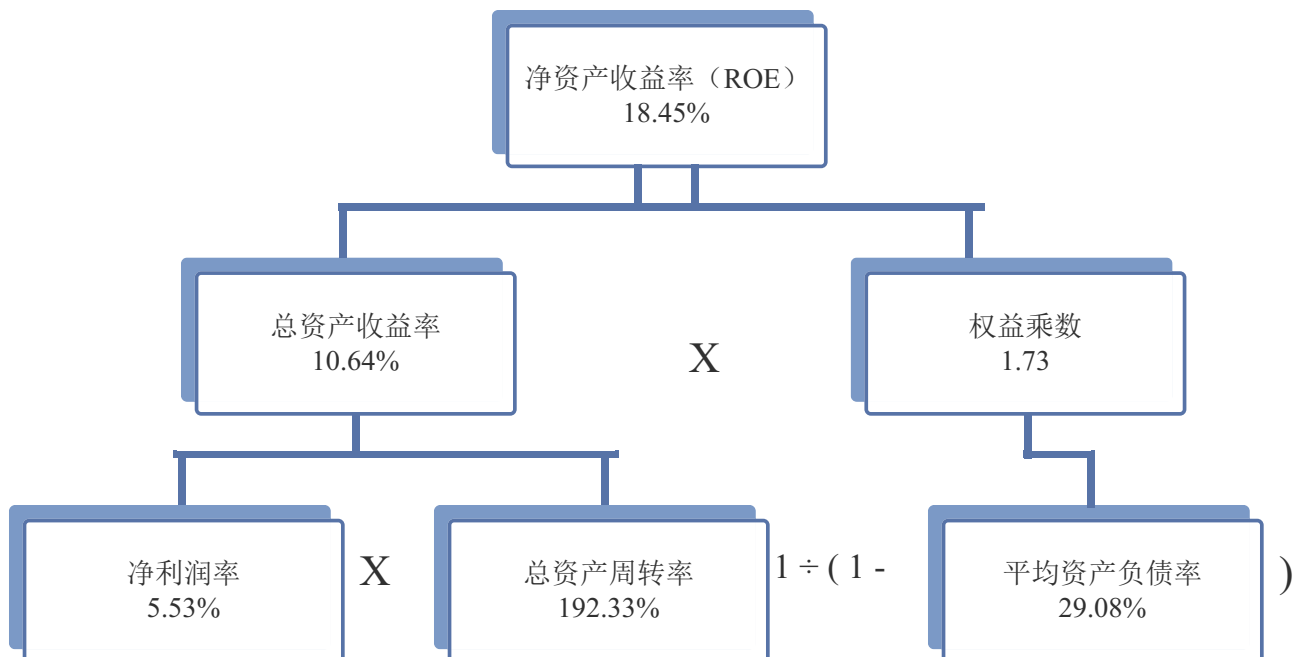 净资产收益率（ROE）
18.45%
总资产收益率
10.64%
X
权益乘数
1.73
净利润率
5.53%
X
总资产周转率
192.33%
1 ÷ ( 1 -
平均资产负债率
29.08%
)